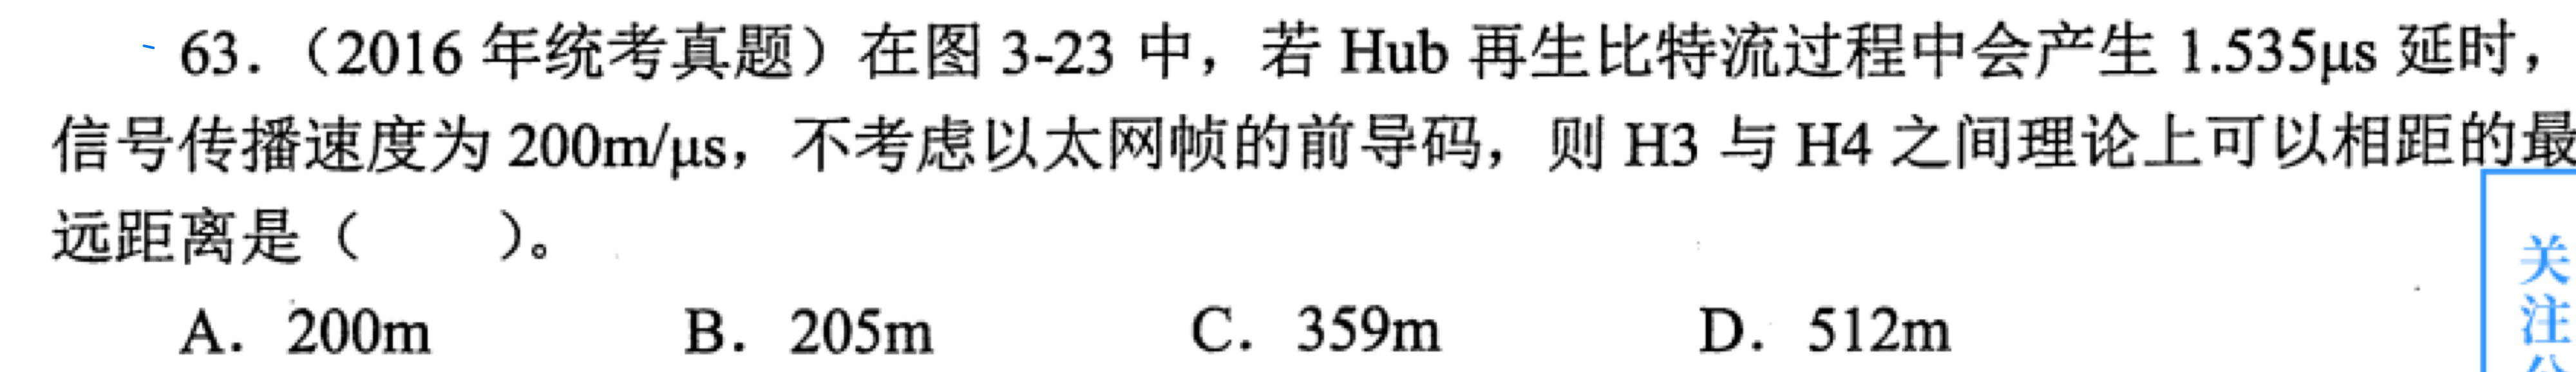 63.（2016 年统考真题）在图 3-23 中，若 Hub 再生比特流过程中会产生 1.535μs 延时，
信号传播速度为 200m/μs，不考虑以太网帧的前导码，则 H3 与 H4 之间理论上可以相距的最
远距离是（　　）。
A. 200m B. 205m C. 359m D. 512m
关
注